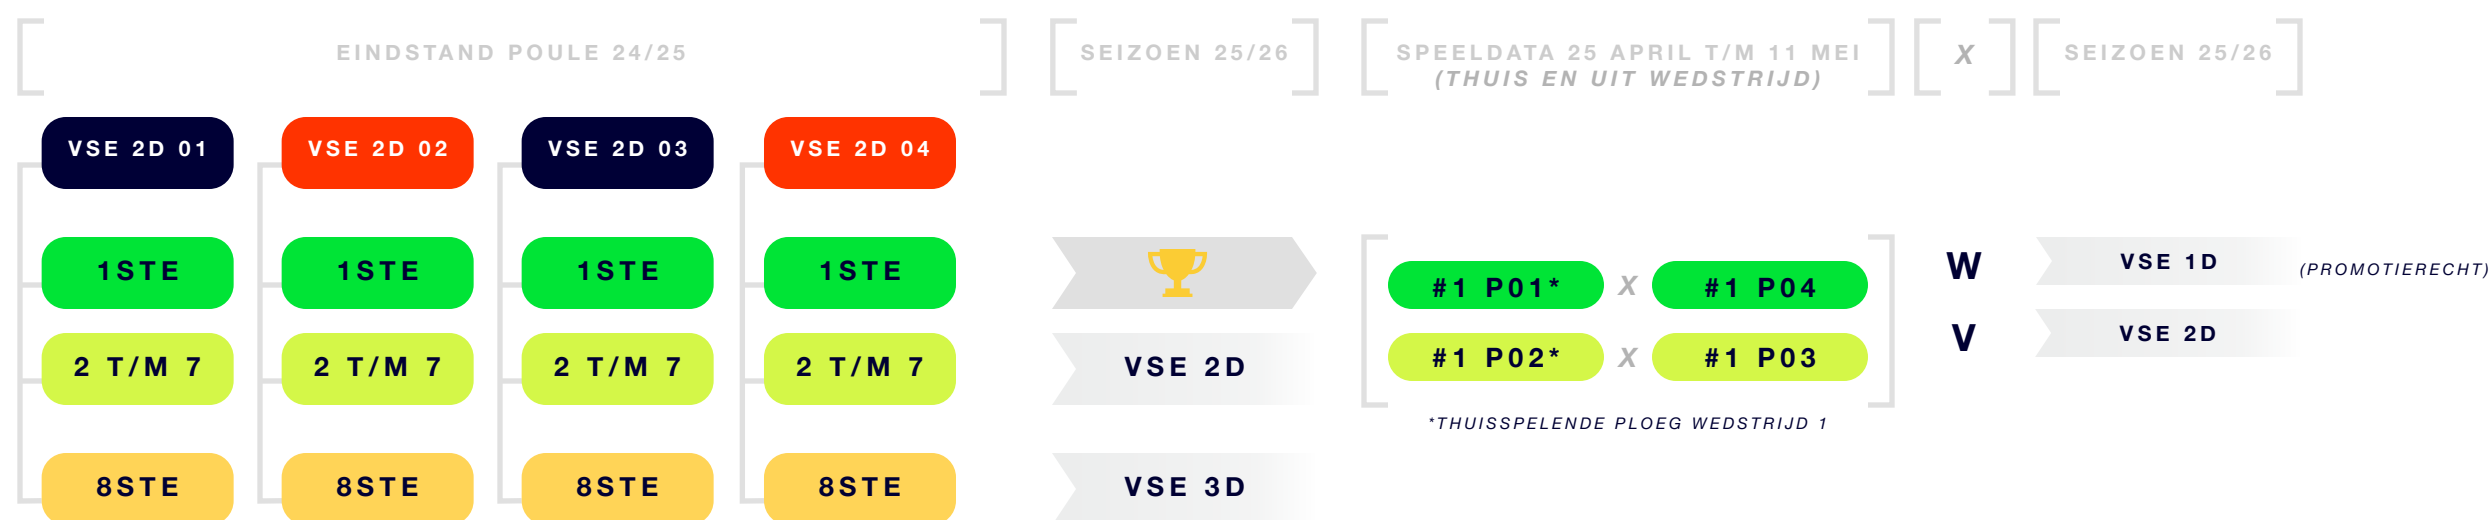 EINDSTAND POULE 24/25
SEIZOEN 25/26
SPEELDATA 25 APRIL T/M 11 MEI
(THUIS EN UIT WEDSTRIJD)
X
SEIZOEN 25/26
VSE 2D 01
VSE 2D 02
VSE 2D 03
VSE 2D 04
1STE
1STE
1STE
1STE
#1 P01*
X
#1 P04
W
VSE 1D
(PROMOTIERECHT)
2 T/M 7
2 T/M 7
2 T/M 7
2 T/M 7
VSE 2D
#1 P02*
X
#1 P03
V
VSE 2D
*THUISSPELENDE PLOEG WEDSTRIJD 1
8STE
8STE
8STE
8STE
VSE 3D